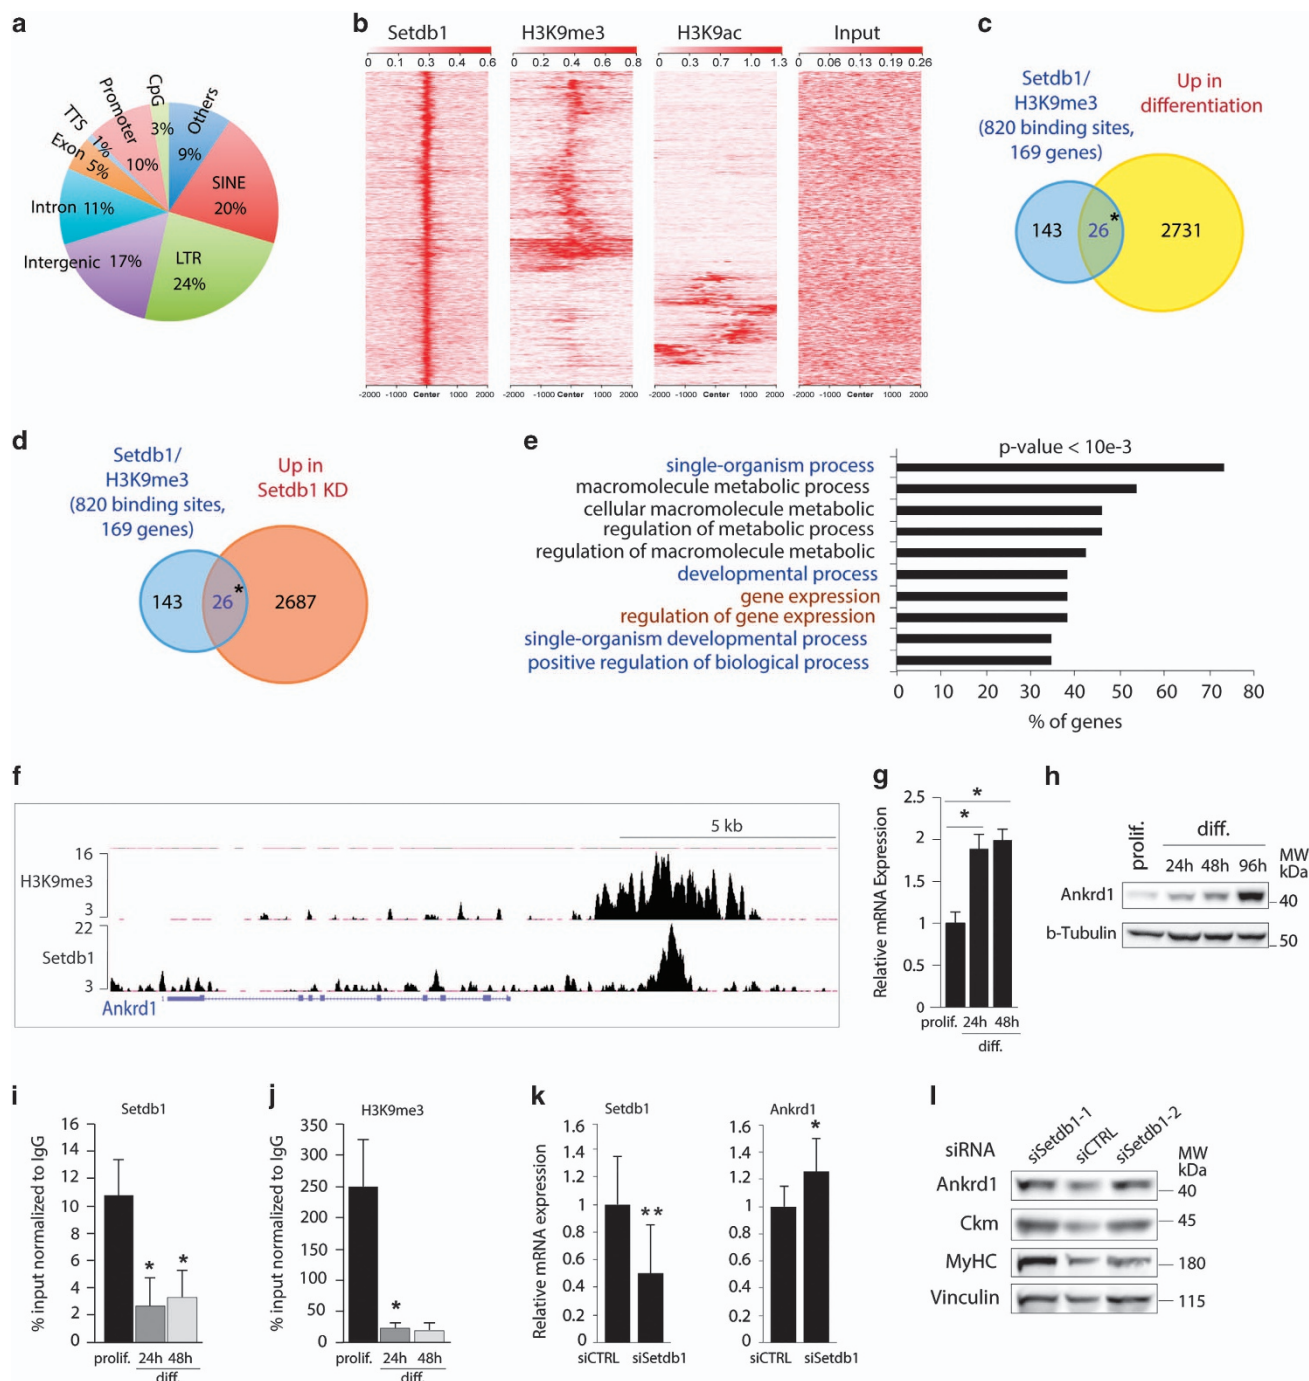 a
CpG
3%
Others
9%
Promoter
10%
TTS
1%
Exon
5%
SINE
20%
Intron
11%
LTR
24%
Intergenic
17%
b
Setdb1
0 0.1 0.3 0.4 0.6
-2000 -1000 Center 1000 2000
H3K9me3
0 0.2 0.4 0.6 0.8
-2000 -1000 Center 1000 2000
H3K9ac
0 0.3 0.7 1.0 1.3
-2000 -1000 Center 1000 2000
Input
0 0.06 0.13 0.19 0.26
-2000 -1000 Center 1000 2000
c
Setdb1/
H3K9me3
(820 binding sites,
169 genes)
Up in
differentiation
143
26
*
2731
d
Setdb1/
H3K9me3
(820 binding sites,
169 genes)
Up in
Setdb1 KD
143
26
*
2687
e
p-value < 10e-3
single-organism process
macromolecule metabolic process
cellular macromolecule metabolic
regulation of metabolic process
regulation of macromolecule metabolic
developmental process
gene expression
regulation of gene expression
single-organism developmental process
positive regulation of biological process
0 10 20 30 40 50 60 70 80
% of genes
f
5 kb
16
H3K9me3
3
22
Setdb1
3
Ankrd1
g
Relative mRNA Expression
2.5
2
1.5
1
0.5
0
*
*
prolif. 24h 48h
diff.
h
prolif.
diff.
24h 48h 96h
MW
kDa
Ankrd1
40
b-Tubulin
50
i
Setdb1
% input normalized to IgG
16
14
12
10
8
6
4
2
0
* *
prolif. 24h 48h
diff.
j
H3K9me3
% input normalized to IgG
350
300
250
200
150
100
50
0
*
prolif. 24h 48h
diff.
k
Setdb1
Relative mRNA expression
1.6
1.4
1.2
1
0.8
0.6
0.4
0.2
0
**
siCTRL siSetdb1
Ankrd1
1.6
1.4
1.2
1
0.8
0.6
0.4
0.2
0
*
siCTRL siSetdb1
l
siRNA
siSetdb1-1
siCTRL
siSetdb1-2
MW
kDa
Ankrd1
40
Ckm
45
MyHC
180
Vinculin
115